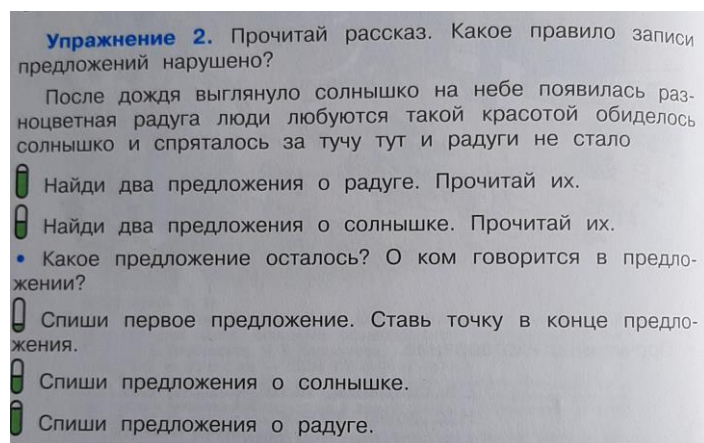 Упражнение 2. Прочитай рассказ. Какое правило записи
предложений нарушено?
После дождя выглянуло солнышко на небе появилась раз-
ноцветная радуга люди любуются такой красотой обиделось
солнышко и спряталось за тучу тут и радуги не стало
Найди два предложения о радуге. Прочитай их.
Найди два предложения о солнышке. Прочитай их.
• Какое предложение осталось? О ком говорится в предло-
жении?
Спиши первое предложение. Ставь точку в конце предло-
жения.
Спиши предложения о солнышке.
Спиши предложения о радуге.